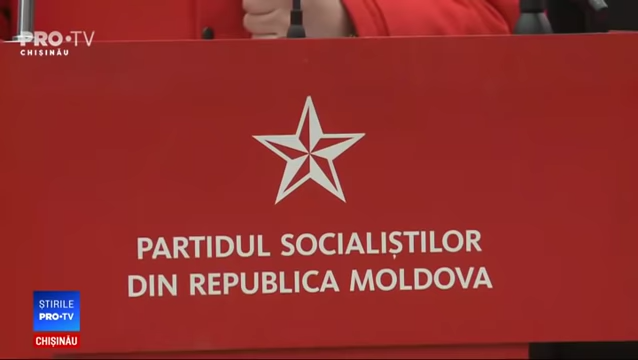 PRO•TV
CHIȘINĂU
PARTIDUL SOCIALIȘTILOR
DIN REPUBLICA MOLDOVA
ȘTIRILE
PRO•TV
CHIȘINĂU